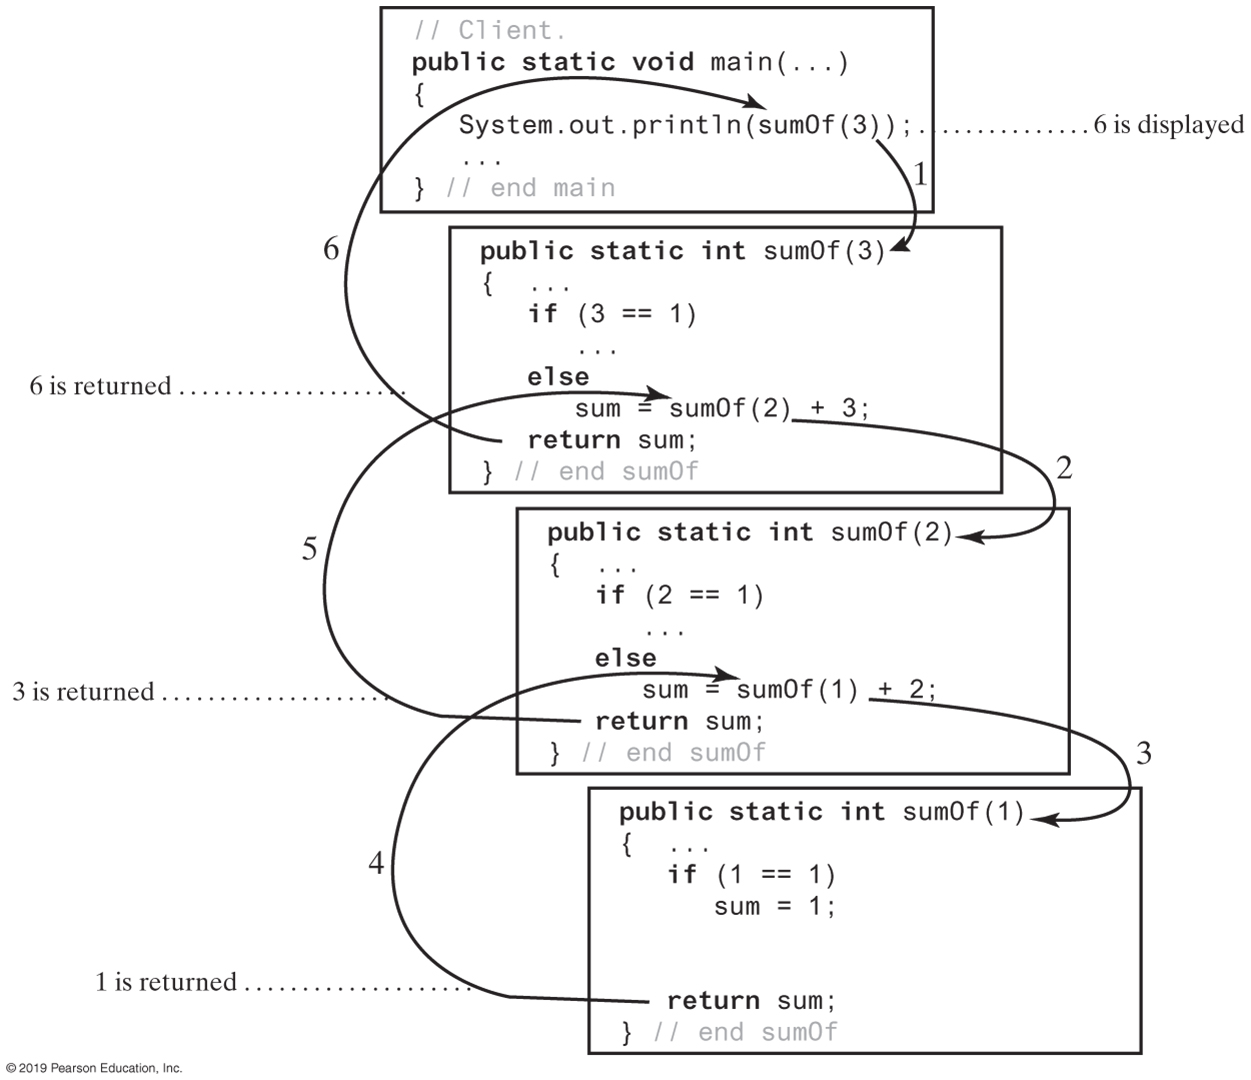 // Client.
public static void main(...)
{
System.out.println(sumOf(3));..............6 is displayed
...
} // end main
1
6
public static int sumOf(3)
{ ...
if (3 == 1)
...
else
6 is returned....................
sum = sumOf(2) + 3;
return sum;
} // end sumOf
2
5
public static int sumOf(2)
{ ...
if (2 == 1)
...
else
3 is returned....................
sum = sumOf(1) + 2;
return sum;
} // end sumOf
3
public static int sumOf(1)
{ ...
4
if (1 == 1)
sum = 1;
1 is returned....................
return sum;
} // end sumOf
© 2019 Pearson Education, Inc.